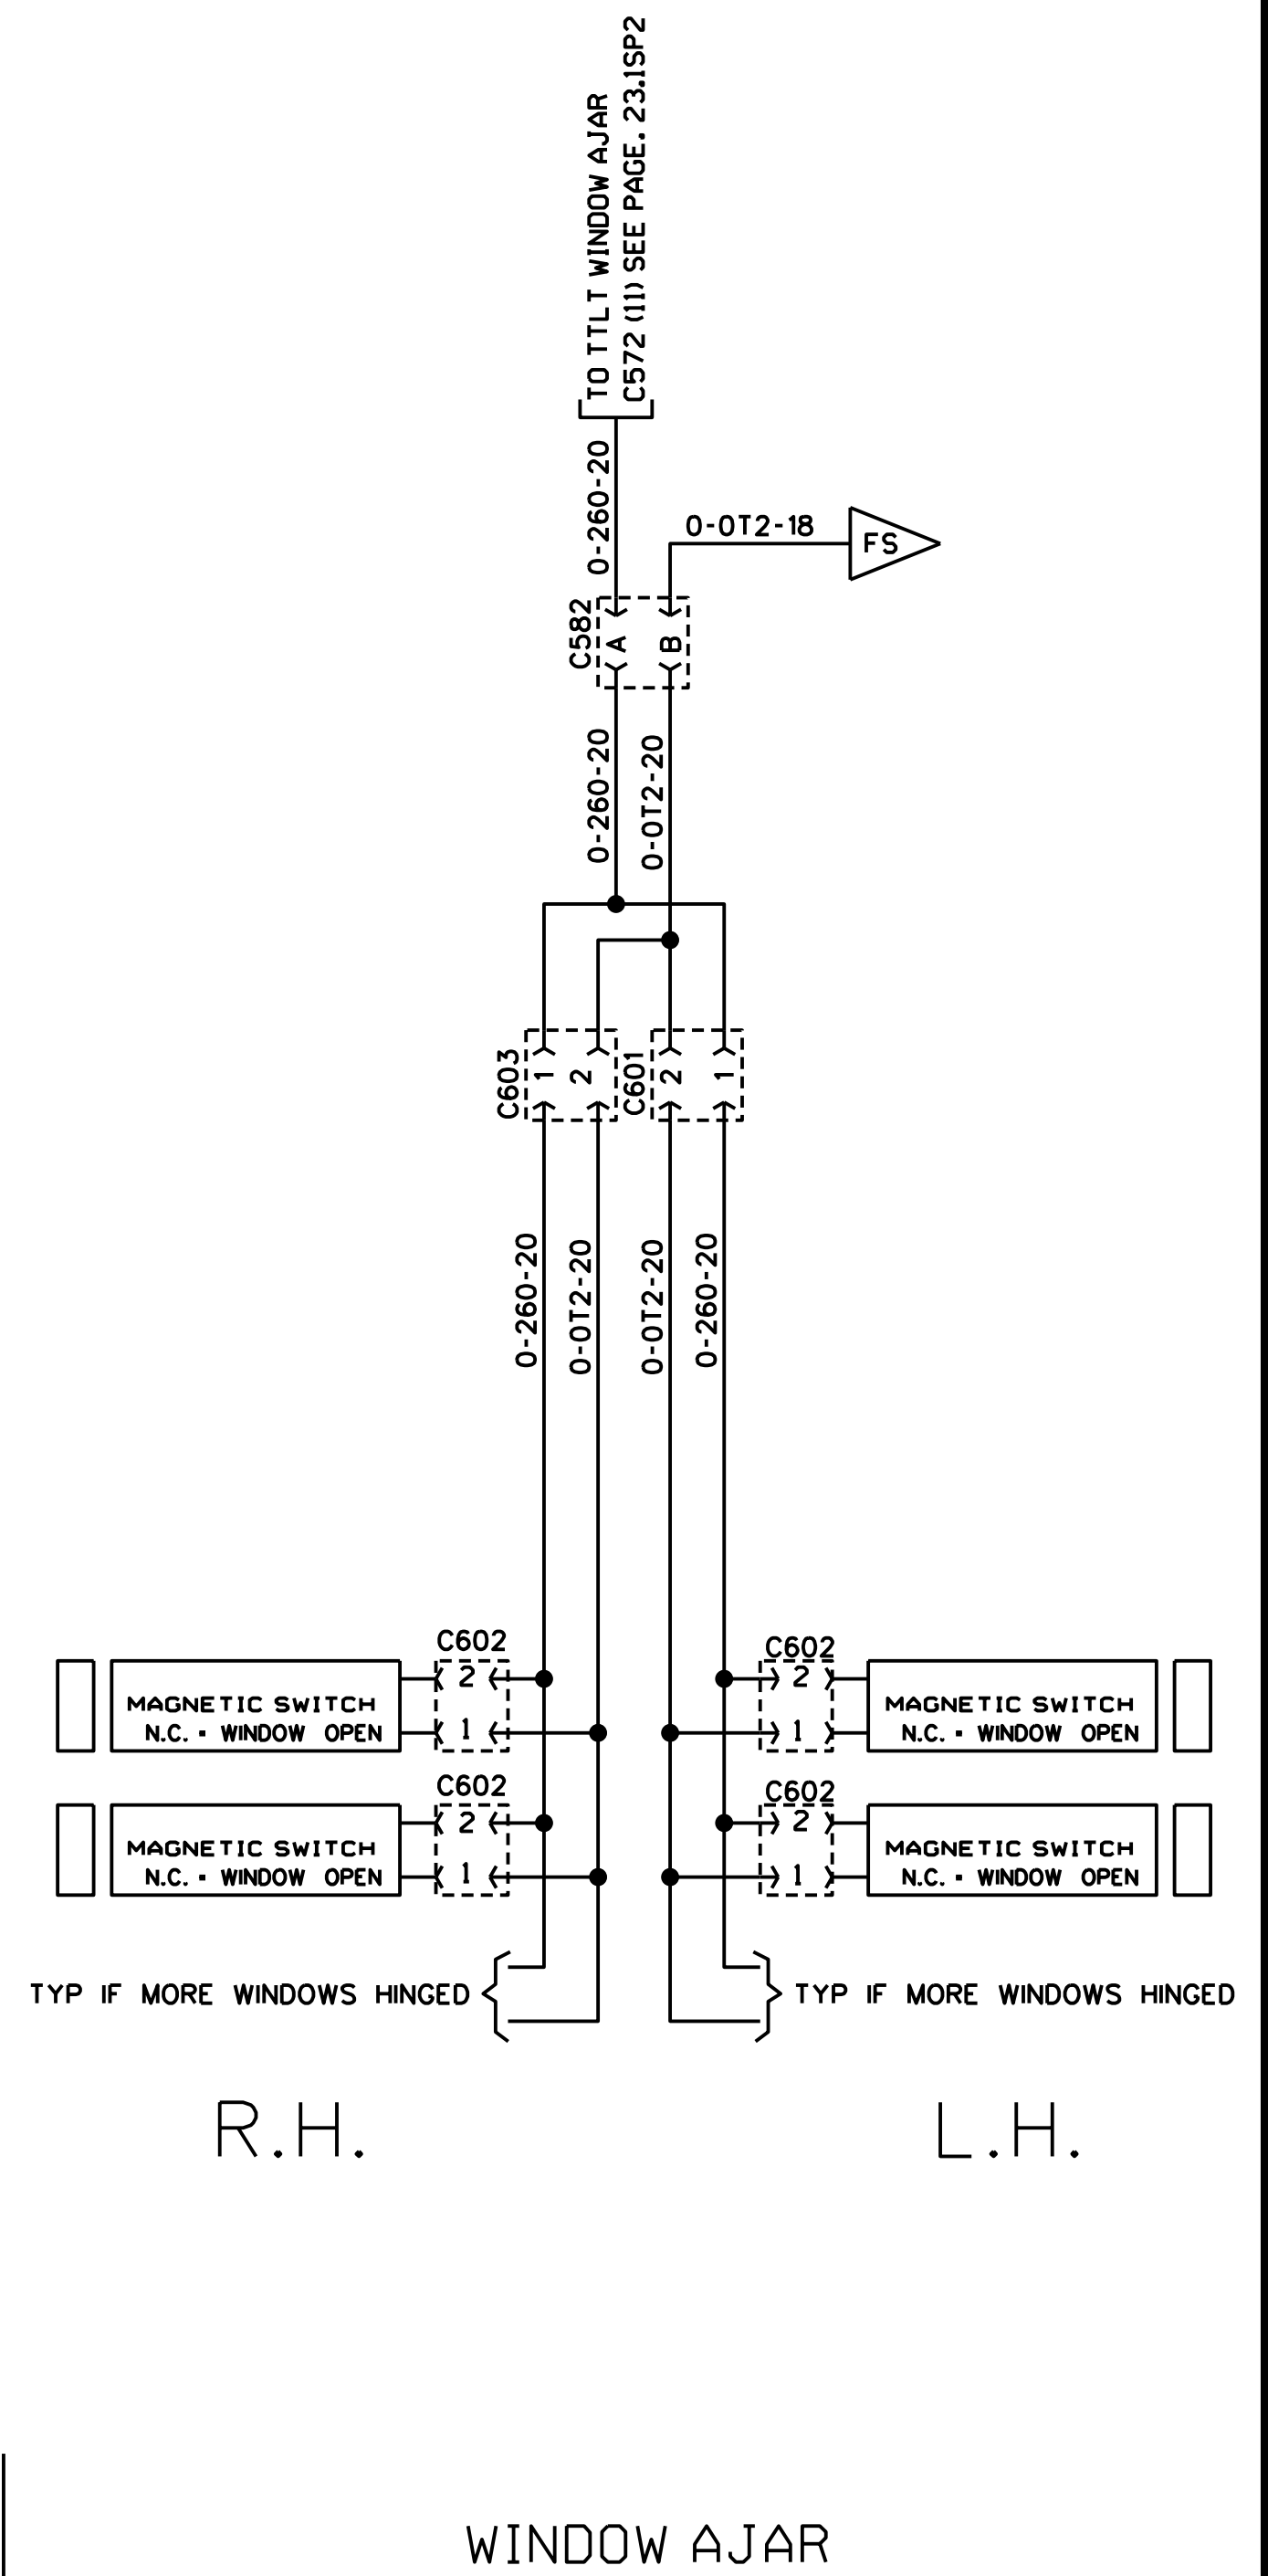 TO TTLT WINDOW AJAR
C572 (11) SEE PAGE. 23.1SP2
0-260-20
0-0T2-18
FS
C582
A
B
0-260-20
0-0T2-20
C603
1
2
C601
2
1
0-260-20
0-0T2-20
0-0T2-20
0-260-20
C602
2
1
MAGNETIC SWITCH
N.C. - WINDOW OPEN
C602
2
1
MAGNETIC SWITCH
N.C. - WINDOW OPEN
C602
2
1
MAGNETIC SWITCH
N.C. - WINDOW OPEN
C602
2
1
MAGNETIC SWITCH
N.C. - WINDOW OPEN
TYP IF MORE WINDOWS HINGED
TYP IF MORE WINDOWS HINGED
R.H.
L.H.
WINDOW AJAR